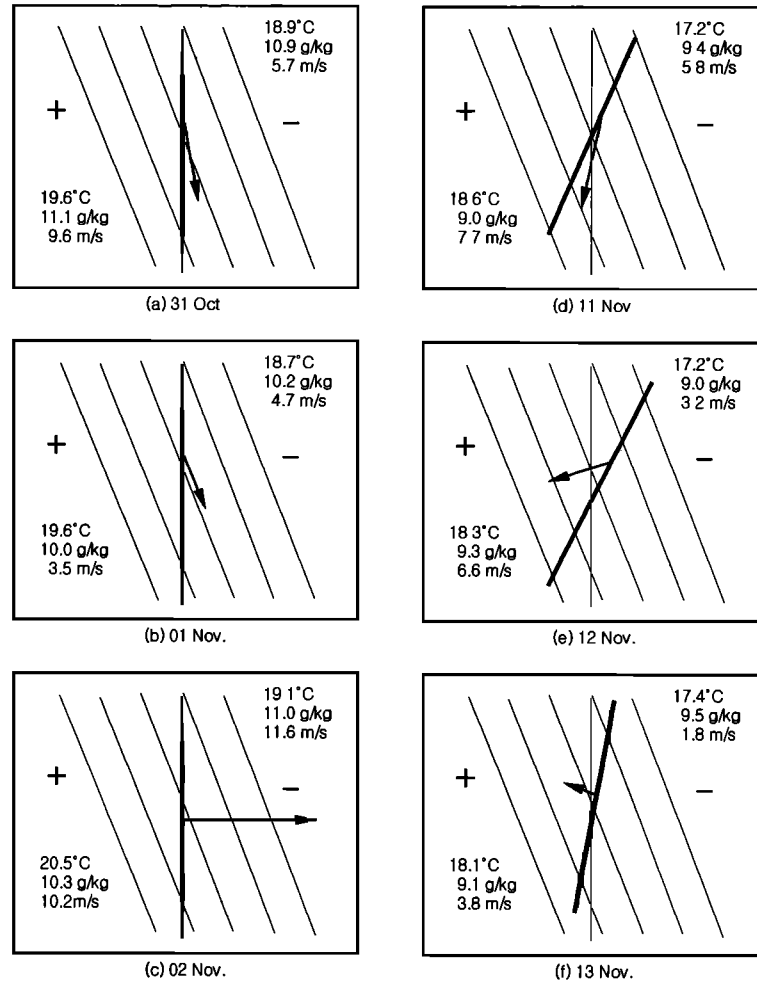 18.9°C
10.9 g/kg
5.7 m/s
+
−
19.6°C
11.1 g/kg
9.6 m/s
(a) 31 Oct
17.2°C
9 4 g/kg
5 8 m/s
+
−
18 6°C
9.0 g/kg
7 7 m/s
(d) 11 Nov
18.7°C
10.2 g/kg
4.7 m/s
+
−
19.6°C
10.0 g/kg
3.5 m/s
(b) 01 Nov.
17.2°C
9.0 g/kg
3 2 m/s
+
−
18 3°C
9.3 g/kg
6.6 m/s
(e) 12 Nov.
19 1°C
11.0 g/kg
11.6 m/s
+
−
20.5°C
10.3 g/kg
10.2m/s
(c) 02 Nov.
17.4°C
9.5 g/kg
1.8 m/s
+
−
18.1°C
9.1 g/kg
3.8 m/s
(f) 13 Nov.